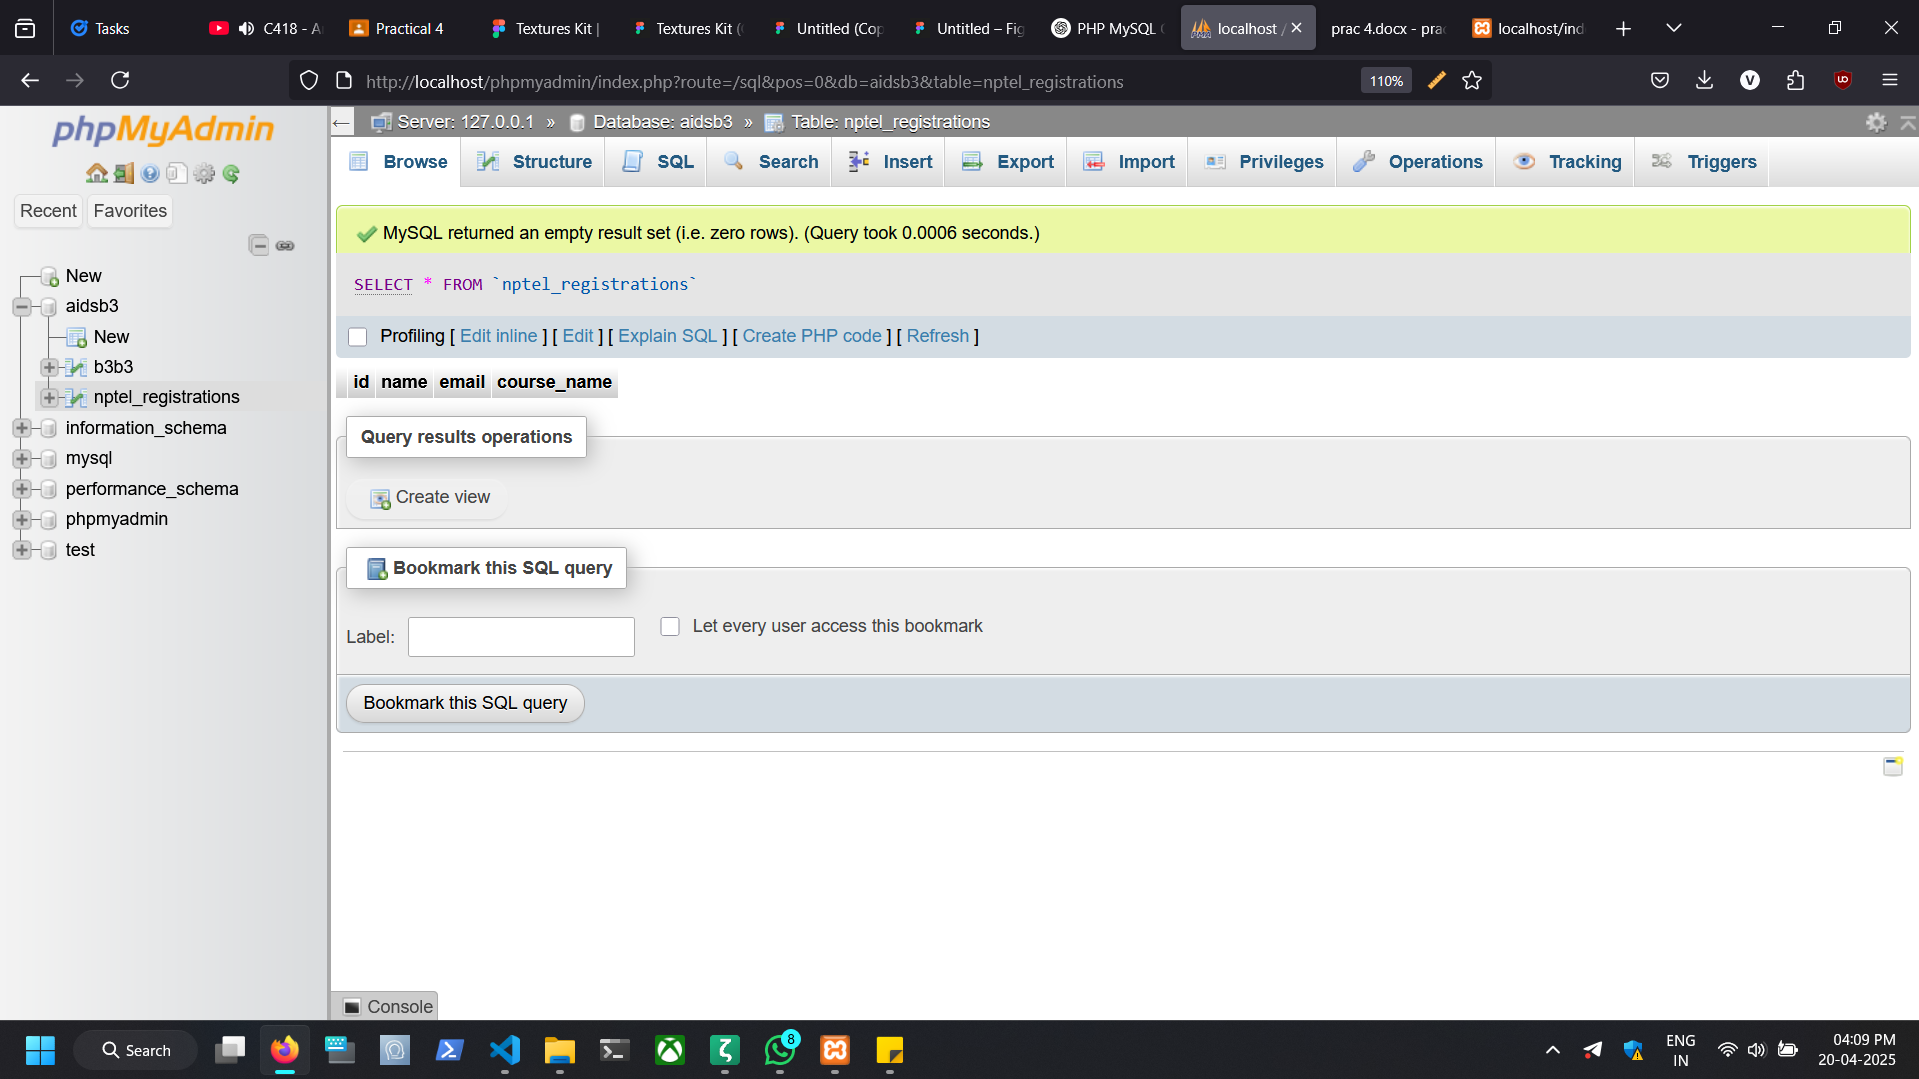 Tasks
C418 - A
Practical 4
Textures Kit |
Textures Kit (
Untitled (Cop
Untitled – Fig
PHP MySQL
localhost /
prac 4.docx - prac
localhost/ind
http://localhost/phpmyadmin/index.php?route=/sql&pos=0&db=aidsb3&table=nptel_registrations
110%
phpMyAdmin
Recent
Favorites
New
aidsb3
New
b3b3
nptel_registrations
information_schema
mysql
performance_schema
phpmyadmin
test
Server: 127.0.0.1 » Database: aidsb3 » Table: nptel_registrations
Browse
Structure
SQL
Search
Insert
Export
Import
Privileges
Operations
Tracking
Triggers
MySQL returned an empty result set (i.e. zero rows). (Query took 0.0006 seconds.)
SELECT * FROM `nptel_registrations`
Profiling [ Edit inline ] [ Edit ] [ Explain SQL ] [ Create PHP code ] [ Refresh ]
id name email course_name
Query results operations
Create view
Bookmark this SQL query
Label:
Let every user access this bookmark
Bookmark this SQL query
Console
Search
8
ENG
IN
04:09 PM
20-04-2025